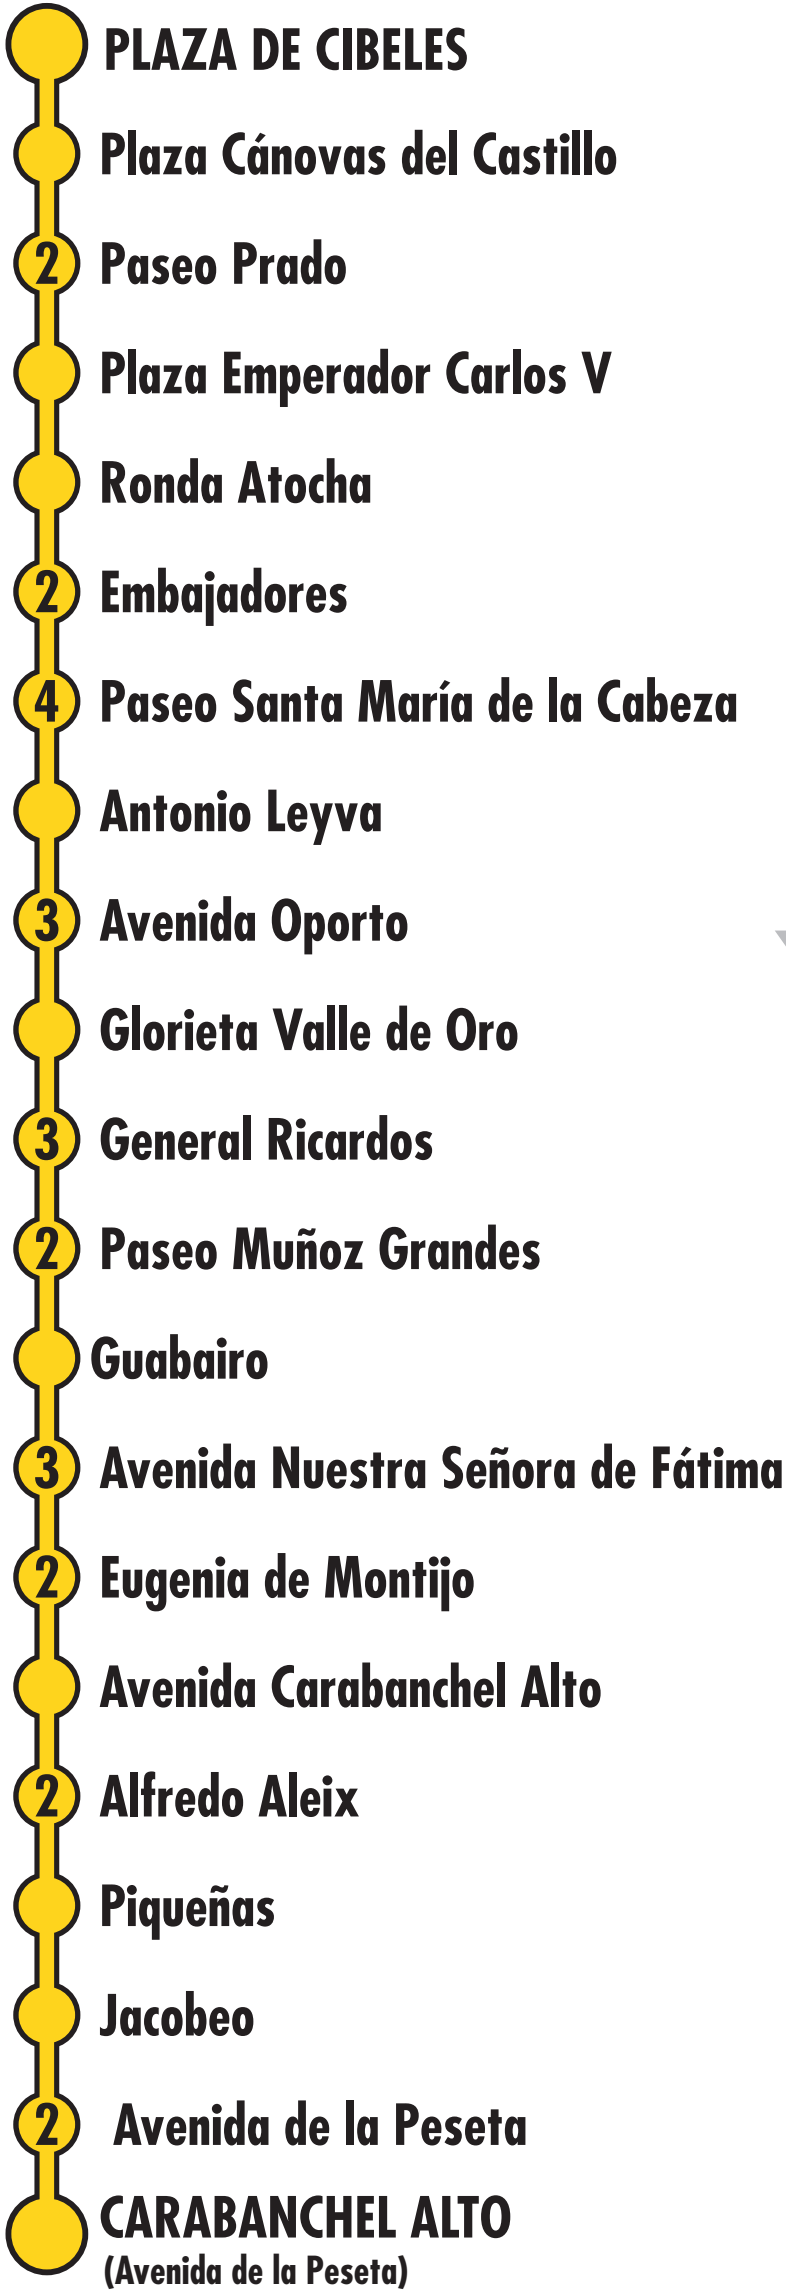 PLAZA DE CIBELES
Plaza Cánovas del Castillo
2 Paseo Prado
Plaza Emperador Carlos V
Ronda Atocha
2 Embajadores
4 Paseo Santa María de la Cabeza
Antonio Leyva
3 Avenida Oporto
Glorieta Valle de Oro
3 General Ricardos
2 Paseo Muñoz Grandes
Guabairo
3 Avenida Nuestra Señora de Fátima
2 Eugenia de Montijo
Avenida Carabanchel Alto
2 Alfredo Aleix
Piqueñas
Jacobeo
2 Avenida de la Peseta
CARABANCHEL ALTO
(Avenida de la Peseta)